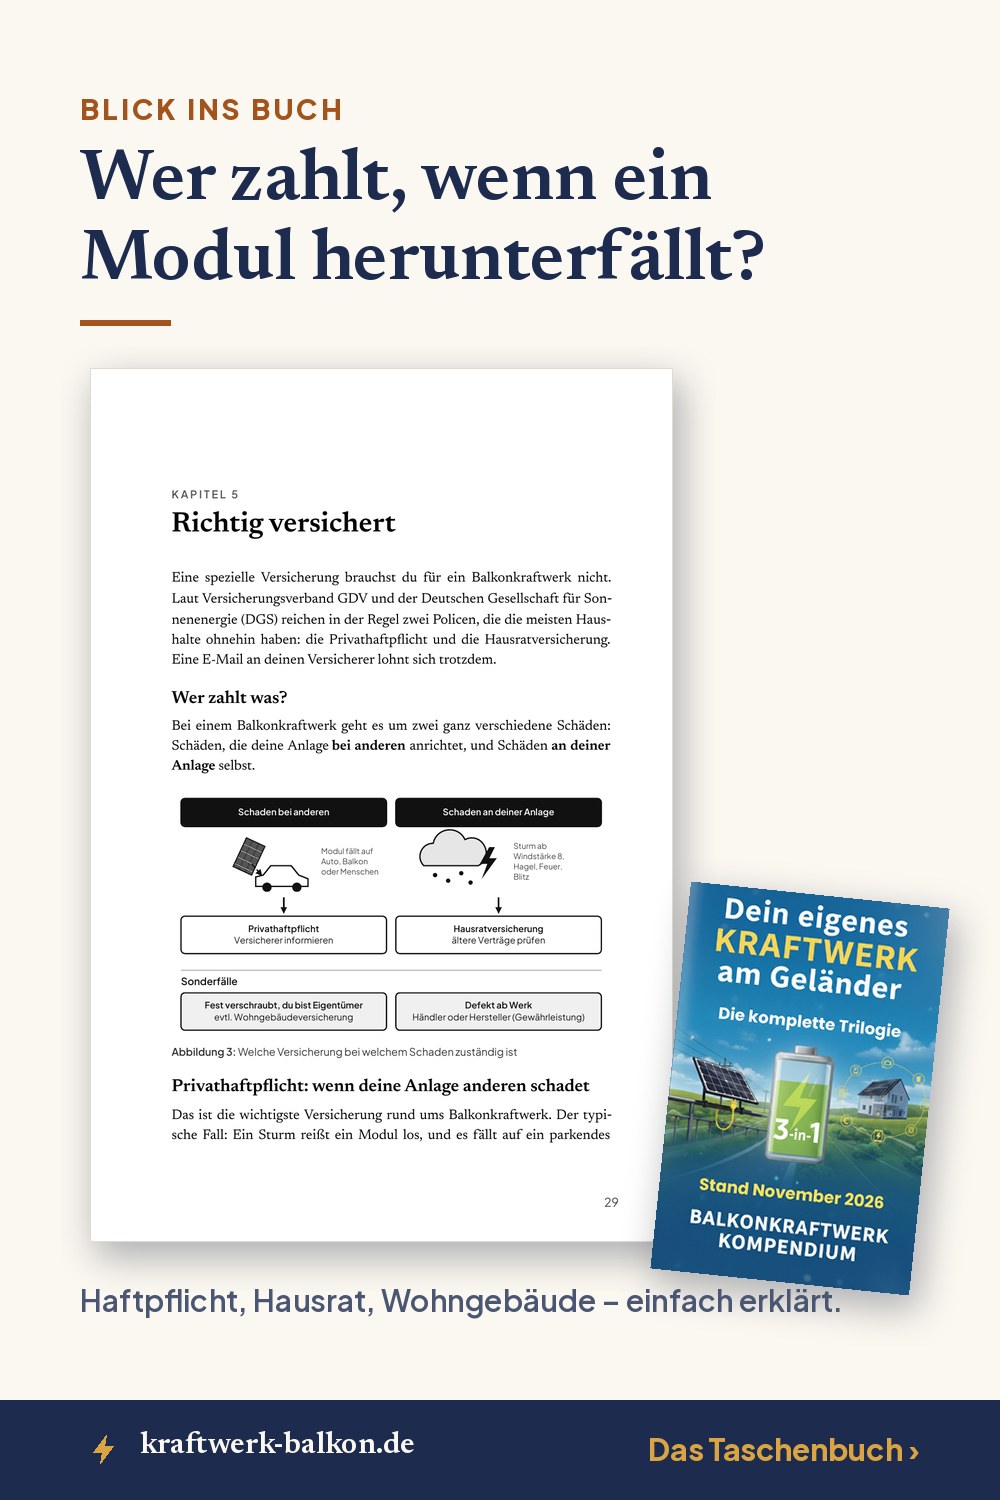 BLICK INS BUCH
Wer zahlt, wenn ein
Modul herunterfällt?
KAPITEL 5
Richtig versichert
Eine spezielle Versicherung brauchst du für ein Balkonkraftwerk nicht.
Laut Versicherungsverband GDV und der Deutschen Gesellschaft für Son-
nenenergie (DGS) reichen in der Regel zwei Policen, die die meisten Haus-
halte ohnehin haben: die Privathaftpflicht und die Hausratversicherung.
Eine E-Mail an deinen Versicherer lohnt sich trotzdem.
Wer zahlt was?
Bei einem Balkonkraftwerk geht es um zwei ganz verschiedene Schäden:
Schäden, die deine Anlage bei anderen anrichtet, und Schäden an deiner
Anlage selbst.
Schaden bei anderen
Modul fällt auf
Auto, Balkon
oder Menschen
Privathaftpflicht
Versicherer informieren
Schaden an deiner Anlage
Sturm ab
Windstärke 8,
Hagel, Feuer,
Blitz
Hausratversicherung
ältere Verträge prüfen
Sonderfälle
Fest verschraubt, du bist Eigentümer
evtl. Wohngebäudeversicherung
Defekt ab Werk
Händler oder Hersteller (Gewährleistung)
Abbildung 3: Welche Versicherung bei welchem Schaden zuständig ist
Privathaftpflicht: wenn deine Anlage anderen schadet
Das ist die wichtigste Versicherung rund ums Balkonkraftwerk. Der typi-
sche Fall: Ein Sturm reißt ein Modul los, und es fällt auf ein parkendes
29
Dein eigenes
KRAFTWERK
am Geländer
Die komplette Trilogie
3-in-1
Stand November 2026
BALKONKRAFTWERK
KOMPENDIUM
Haftpflicht, Hausrat, Wohngebäude – einfach erklärt.
kraftwerk-balkon.de
Das Taschenbuch ›